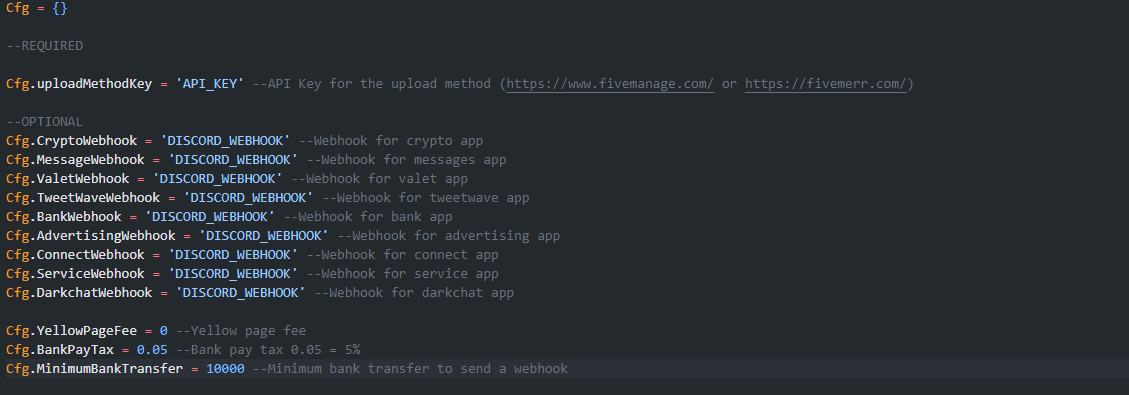 Cfg = {}
--REQUIRED
Cfg.uploadMethodKey = 'API_KEY' --API Key for the upload method (https://www.fivemanage.com/ or https://fivemerr.com/)
--OPTIONAL
Cfg.CryptoWebhook = 'DISCORD_WEBHOOK' --Webhook for crypto app
Cfg.MessageWebhook = 'DISCORD_WEBHOOK' --Webhook for messages app
Cfg.ValetWebhook = 'DISCORD_WEBHOOK' --Webhook for valet app
Cfg.TweetWaveWebhook = 'DISCORD_WEBHOOK' --Webhook for tweetwave app
Cfg.BankWebhook = 'DISCORD_WEBHOOK' --Webhook for bank app
Cfg.AdvertisingWebhook = 'DISCORD_WEBHOOK' --Webhook for advertising app
Cfg.ConnectWebhook = 'DISCORD_WEBHOOK' --Webhook for connect app
Cfg.ServiceWebhook = 'DISCORD_WEBHOOK' --Webhook for service app
Cfg.DarkchatWebhook = 'DISCORD_WEBHOOK' --Webhook for darkchat app
Cfg.YellowPageFee = 0 --Yellow page fee
Cfg.BankPayTax = 0.05 --Bank pay tax 0.05 = 5%
Cfg.MinimumBankTransfer = 10000 --Minimum bank transfer to send a webhook